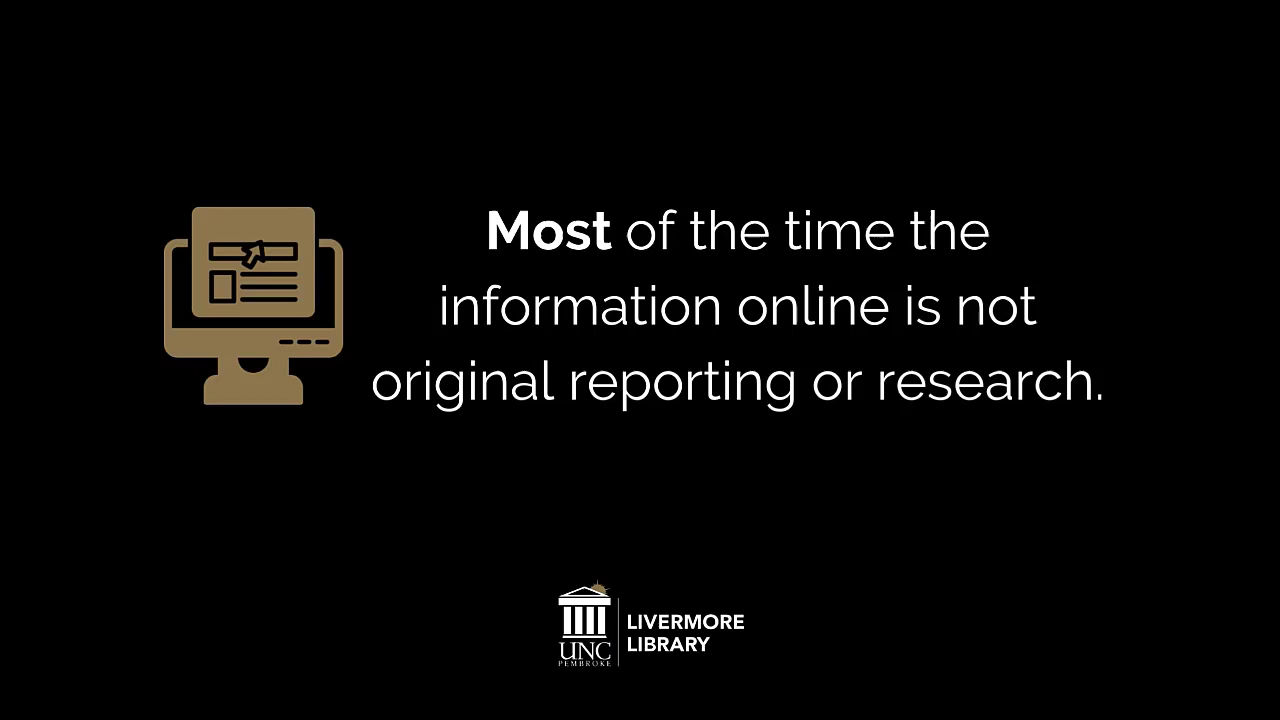 Most of the time the
information online is not
original reporting or research.
UNC
PEMBROKE
LIVERMORE
LIBRARY